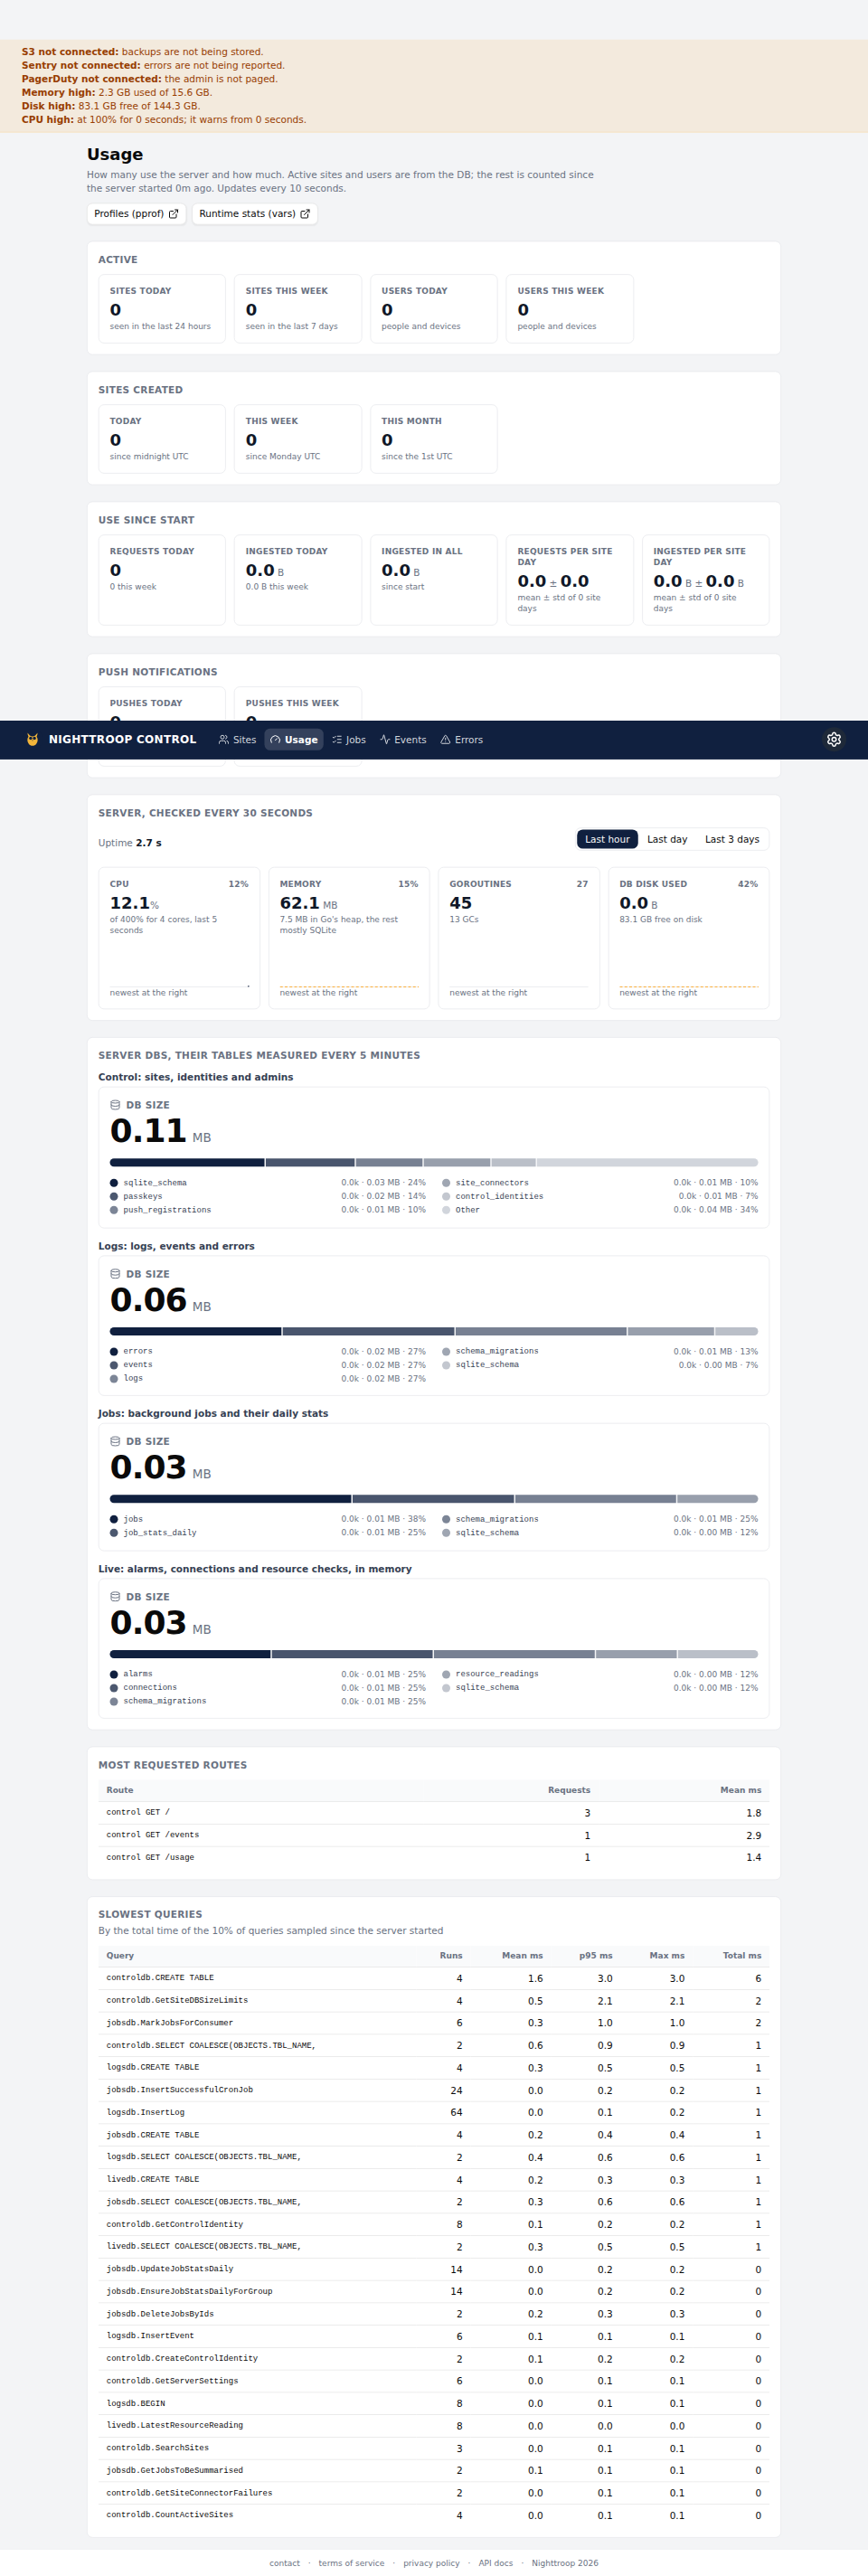 S3 not connected: backups are not being stored.
Sentry not connected: errors are not being reported.
PagerDuty not connected: the admin is not paged.
Memory high: 2.3 GB used of 15.6 GB.
Disk high: 83.1 GB free of 144.3 GB.
CPU high: at 100% for 0 seconds; it warns from 0 seconds.
Usage
How many use the server and how much. Active sites and users are from the DB; the rest is counted since
the server started 0m ago. Updates every 10 seconds.
Profiles (pprof) Runtime stats (vars)
ACTIVE
SITES TODAY SITES THIS WEEK USERS TODAY USERS THIS WEEK
0 0 0 0
seen in the last 24 hours seen in the last 7 days people and devices people and devices
SITES CREATED
TODAY THIS WEEK THIS MONTH
0 0 0
since midnight UTC since Monday UTC since the 1st UTC
USE SINCE START
REQUESTS TODAY INGESTED TODAY INGESTED IN ALL REQUESTS PER SITE DAY INGESTED PER SITE DAY
0 0.0 B 0.0 B 0.0 ± 0.0 0.0 B ± 0.0 B
0 this week 0.0 B this week since start mean ± std of 0 site days mean ± std of 0 site days
PUSH NOTIFICATIONS
PUSHES TODAY PUSHES THIS WEEK
NIGHTTROOP CONTROL Sites Usage Jobs Events Errors
SERVER, CHECKED EVERY 30 SECONDS
Uptime 2.7 s Last hour Last day Last 3 days
CPU 12% MEMORY 15% GOROUTINES 27 DB DISK USED 42%
12.1% 62.1 MB 45 0.0 B
of 400% for 4 cores, last 5 seconds 7.5 MB in Go's heap, the rest mostly SQLite 13 GCs 83.1 GB free on disk
newest at the right newest at the right newest at the right newest at the right
SERVER DBS, THEIR TABLES MEASURED EVERY 5 MINUTES
Control: sites, identities and admins
DB SIZE
0.11 MB
sqlite_schema 0.0k · 0.03 MB · 24% site_connectors 0.0k · 0.01 MB · 10%
passkeys 0.0k · 0.02 MB · 14% control_identities 0.0k · 0.01 MB · 7%
push_registrations 0.0k · 0.01 MB · 10% Other 0.0k · 0.04 MB · 34%
Logs: logs, events and errors
DB SIZE
0.06 MB
errors 0.0k · 0.02 MB · 27% schema_migrations 0.0k · 0.01 MB · 13%
events 0.0k · 0.02 MB · 27% sqlite_schema 0.0k · 0.00 MB · 7%
logs 0.0k · 0.02 MB · 27%
Jobs: background jobs and their daily stats
DB SIZE
0.03 MB
jobs 0.0k · 0.01 MB · 38% schema_migrations 0.0k · 0.01 MB · 25%
job_stats_daily 0.0k · 0.01 MB · 25% sqlite_schema 0.0k · 0.00 MB · 12%
Live: alarms, connections and resource checks, in memory
DB SIZE
0.03 MB
alarms 0.0k · 0.01 MB · 25% resource_readings 0.0k · 0.00 MB · 12%
connections 0.0k · 0.01 MB · 25% sqlite_schema 0.0k · 0.00 MB · 12%
schema_migrations 0.0k · 0.01 MB · 25%
MOST REQUESTED ROUTES
Route Requests Mean ms
control GET / 3 1.8
control GET /events 1 2.9
control GET /usage 1 1.4
SLOWEST QUERIES
By the total time of the 10% of queries sampled since the server started
Query Runs Mean ms p95 ms Max ms Total ms
controldb.CREATE TABLE 4 1.6 3.0 3.0 6
controldb.GetSiteDBSizeLimits 4 0.5 2.1 2.1 2
jobsdb.MarkJobsForConsumer 6 0.3 1.0 1.0 2
controldb.SELECT COALESCE(OBJECTS.TBL_NAME, 2 0.6 0.9 0.9 1
logsdb.CREATE TABLE 4 0.3 0.5 0.5 1
jobsdb.InsertSuccessfulCronJob 24 0.0 0.2 0.2 1
logsdb.InsertLog 64 0.0 0.1 0.2 1
jobsdb.CREATE TABLE 4 0.2 0.4 0.4 1
logsdb.SELECT COALESCE(OBJECTS.TBL_NAME, 2 0.4 0.6 0.6 1
livedb.CREATE TABLE 4 0.2 0.3 0.3 1
jobsdb.SELECT COALESCE(OBJECTS.TBL_NAME, 2 0.3 0.6 0.6 1
controldb.GetControlIdentity 8 0.1 0.2 0.2 1
livedb.SELECT COALESCE(OBJECTS.TBL_NAME, 2 0.3 0.5 0.5 1
jobsdb.UpdateJobStatsDaily 14 0.0 0.2 0.2 0
jobsdb.EnsureJobStatsDailyForGroup 14 0.0 0.2 0.2 0
jobsdb.DeleteJobsByIds 2 0.2 0.3 0.3 0
logsdb.InsertEvent 6 0.1 0.1 0.1 0
controldb.CreateControlIdentity 2 0.1 0.2 0.2 0
controldb.GetServerSettings 6 0.0 0.1 0.1 0
logsdb.BEGIN 8 0.0 0.1 0.1 0
livedb.LatestResourceReading 8 0.0 0.0 0.0 0
controldb.SearchSites 3 0.0 0.1 0.1 0
jobsdb.GetJobsToBeSummarised 2 0.1 0.1 0.1 0
controldb.GetSiteConnectorFailures 2 0.0 0.1 0.1 0
controldb.CountActiveSites 4 0.0 0.1 0.1 0
contact · terms of service · privacy policy · API docs · Nighttroop 2026